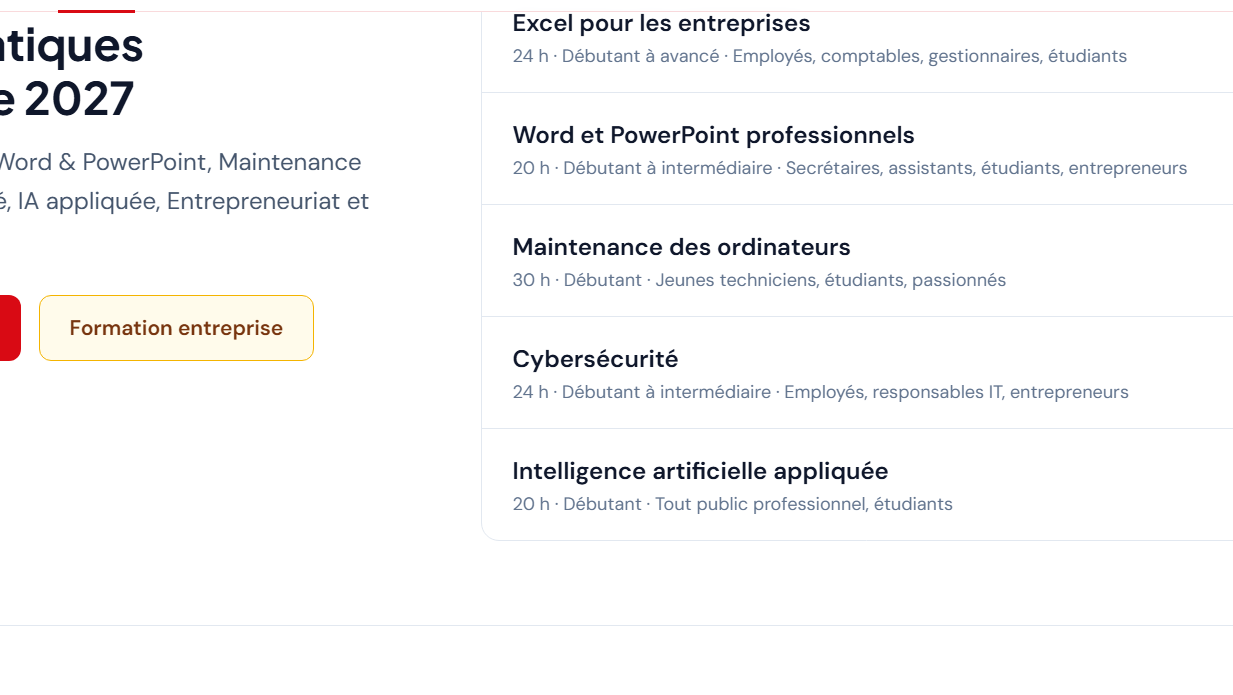 tiques
e 2027
Word & PowerPoint, Maintenance
é, IA appliquée, Entrepreneuriat et
Formation entreprise
Excel pour les entreprises
24 h · Débutant à avancé · Employés, comptables, gestionnaires, étudiants
Word et PowerPoint professionnels
20 h · Débutant à intermédiaire · Secrétaires, assistants, étudiants, entrepreneurs
Maintenance des ordinateurs
30 h · Débutant · Jeunes techniciens, étudiants, passionnés
Cybersécurité
24 h · Débutant à intermédiaire · Employés, responsables IT, entrepreneurs
Intelligence artificielle appliquée
20 h · Débutant · Tout public professionnel, étudiants